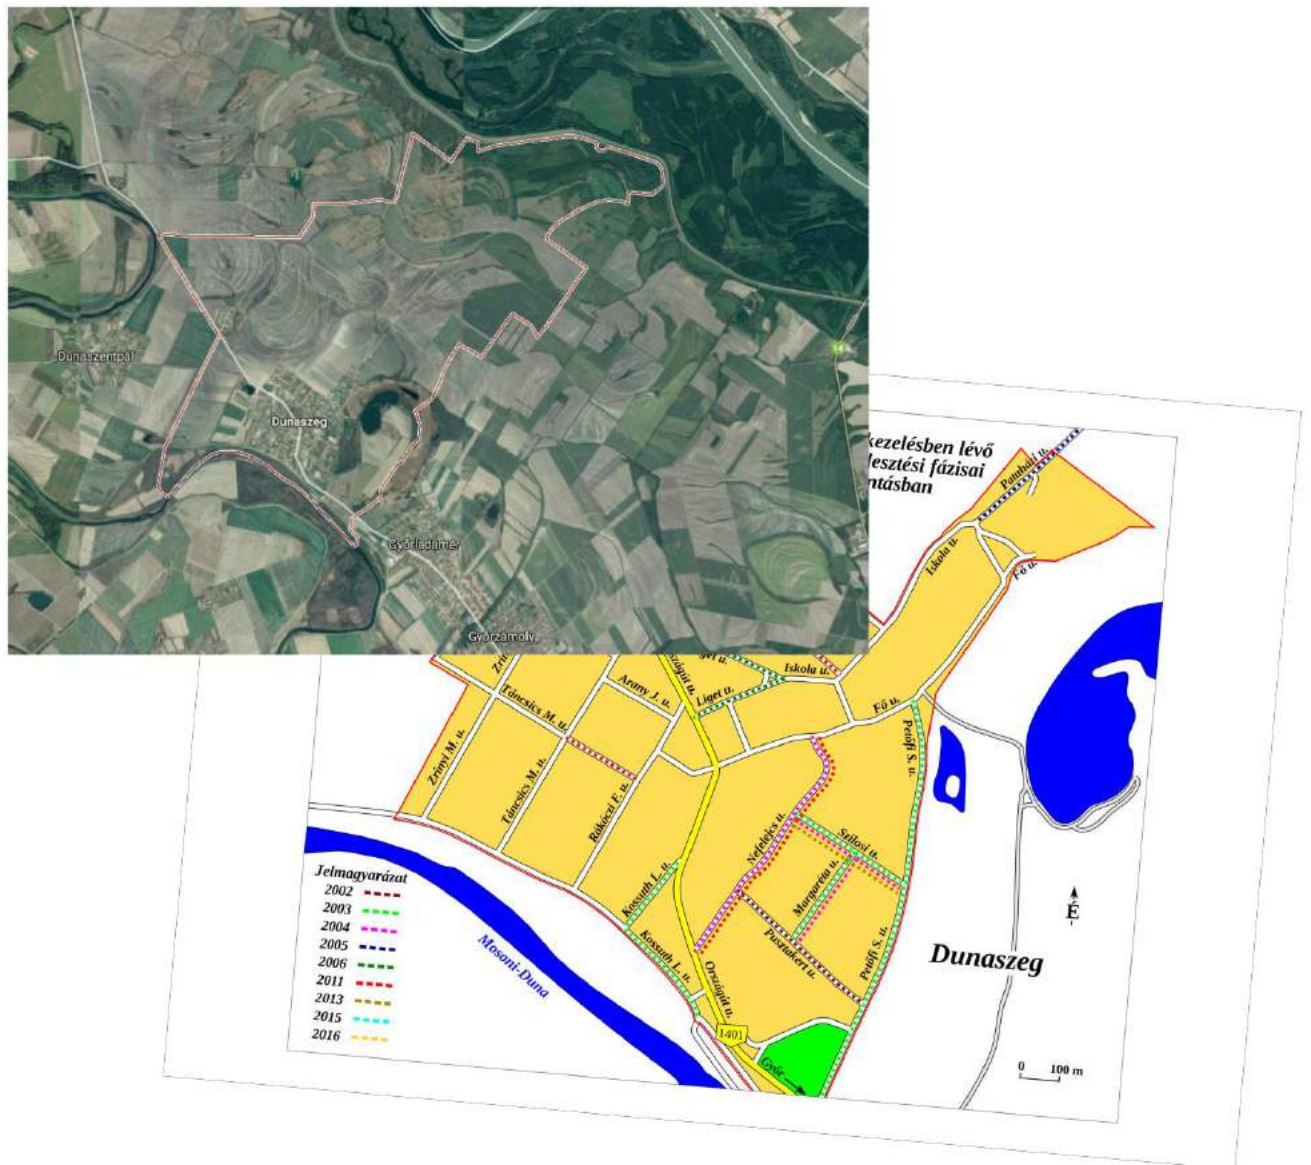 14
Dunaszentpál
Dunaszeg
Győrladamér
Győrzámoly
kezelésben lévő
lesztési fázisai
ntásban
Pataházi u.
Iskola u.
Fő u.
Iskola u.
Liget u.
Arany J. u.
Fő u.
Táncsics M. u.
Zrínyi M. u.
Táncsics M. u.
Rákóczi F. u.
Petőfi S. u.
Nefelejcs u.
Szilosi u.
Margaréta u.
Pusztakert u.
Petőfi S. u.
Kossuth L. u.
Kossuth L. u.
Országút u.
1401
Győr
Mosoni-Duna
Dunaszeg
É
0 100 m
Jelmagyarázat
2002
2003
2004
2005
2006
2011
2013
2015
2016